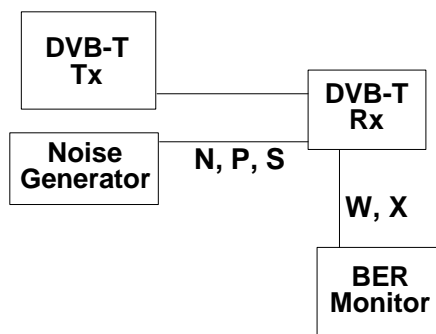 DVB-T
Tx
DVB-T
Rx
Noise
Generator
N, P, S
W, X
BER
Monitor